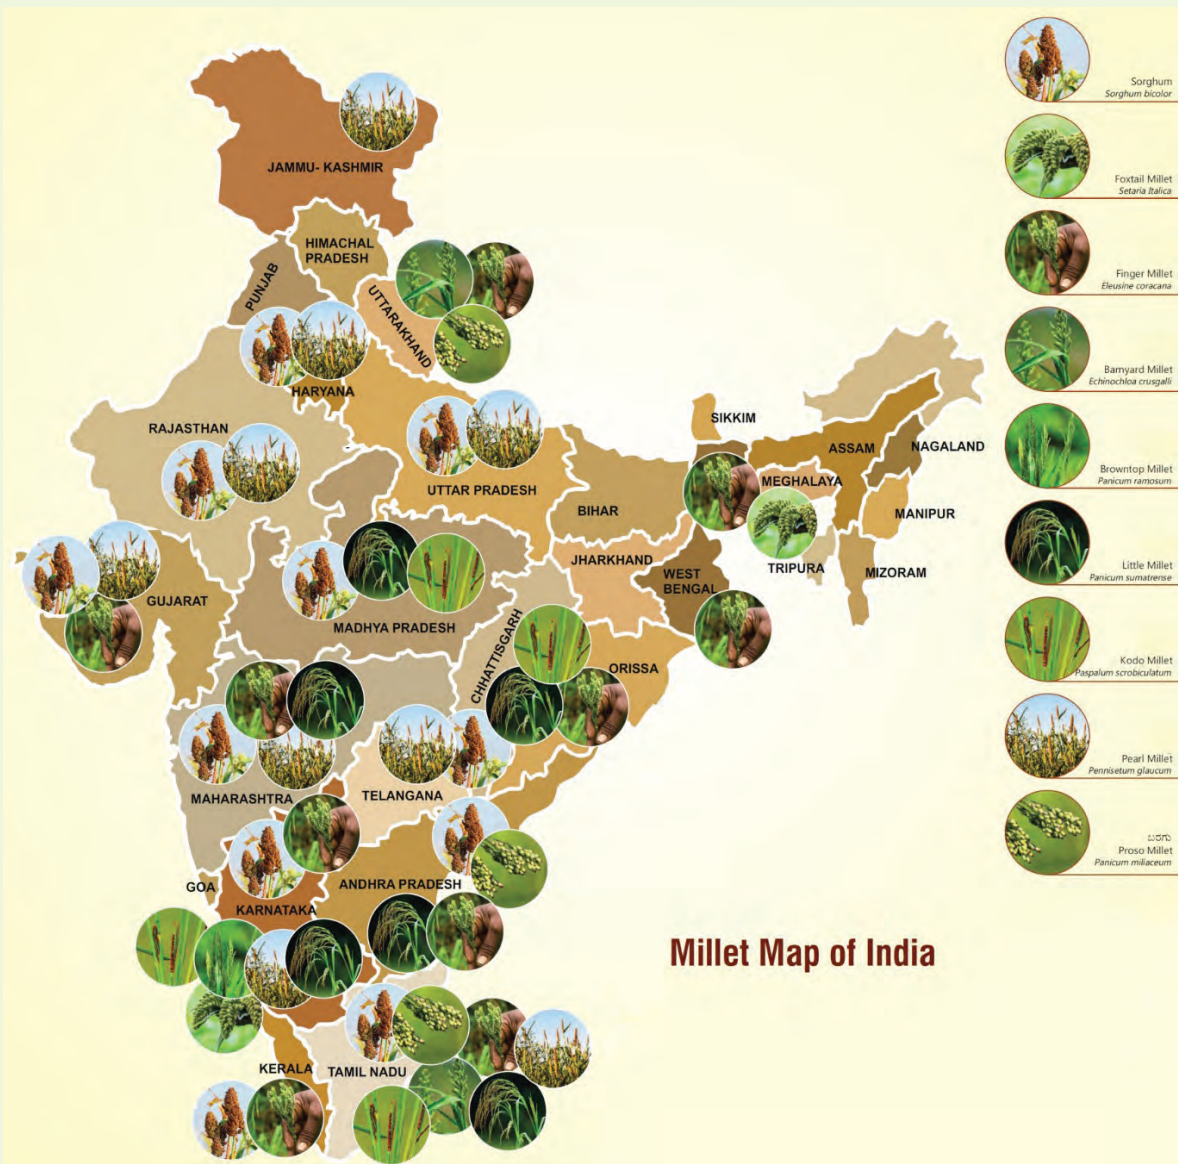 JAMMU- KASHMIR
HIMACHAL
PRADESH
PUNJAB
UTTARAKHAND
HARYANA
RAJASTHAN
UTTAR PRADESH
SIKKIM
ASSAM
NAGALAND
MEGHALAYA
BIHAR
MANIPUR
JHARKHAND
WEST
BENGAL
TRIPURA
MIZORAM
GUJARAT
MADHYA PRADESH
CHHATTISGARH
ORISSA
MAHARASHTRA
TELANGANA
GOA
ANDHRA PRADESH
KARNATAKA
KERALA
TAMIL NADU
Millet Map of India
Sorghum
Sorghum bicolor
Foxtail Millet
Setaria Italica
Finger Millet
Eleusine coracana
Barnyard Millet
Echinochloa crusgalli
Browntop Millet
Panicum ramosum
Little Millet
Panicum sumatrense
Kodo Millet
Paspalum scrobiculatum
Pearl Millet
Pennisetum glaucum
ಬರಗು
Proso Millet
Panicum miliaceum